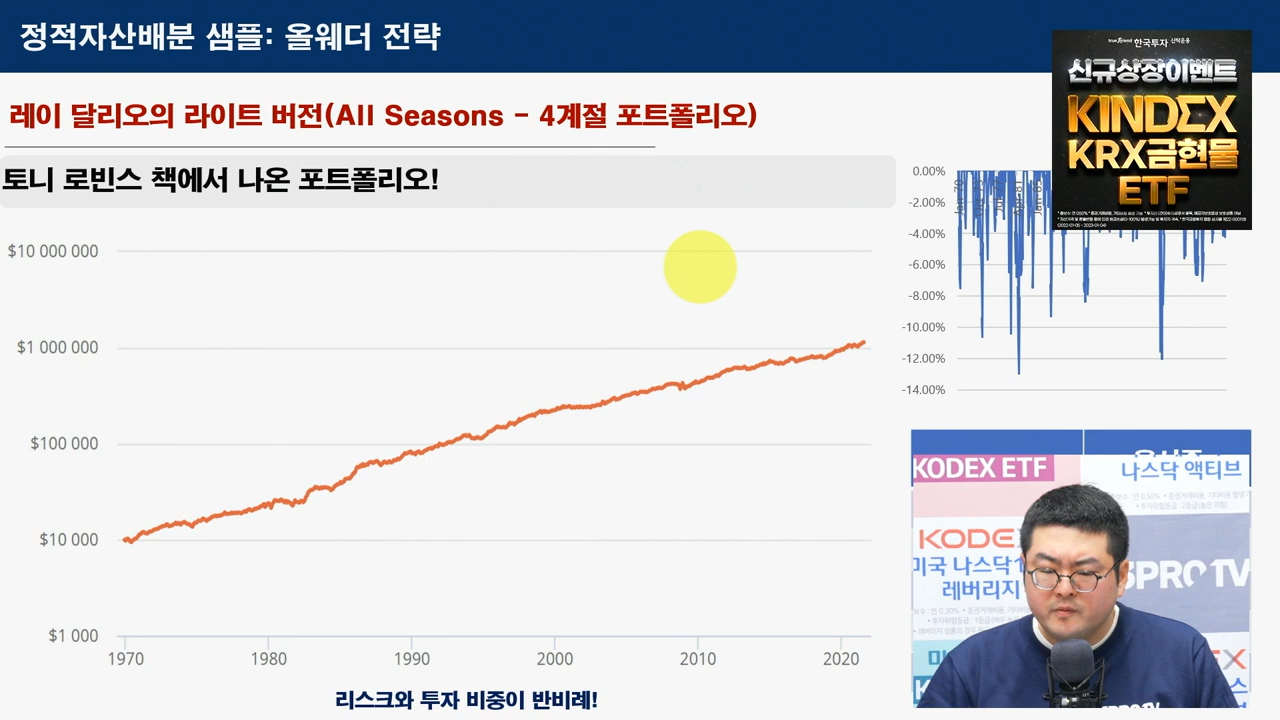 정적자산배분 샘플: 올웨더 전략
레이 달리오의 라이트 버전(All Seasons - 4계절 포트폴리오)
토니 로빈스 책에서 나온 포트폴리오!
$10 000 000
$1 000 000
$100 000
$10 000
$1 000
1970
1980
1990
2000
2010
2020
리스크와 투자 비중이 반비례!
true friend 한국투자 신탁운용
신규상장이벤트
KINDEX
KRX금현물
ETF
0.00%
-2.00%
-4.00%
-6.00%
-8.00%
-10.00%
-12.00%
-14.00%
KODEX ETF
나스닥 액티브
미국 나스닥
레버리지